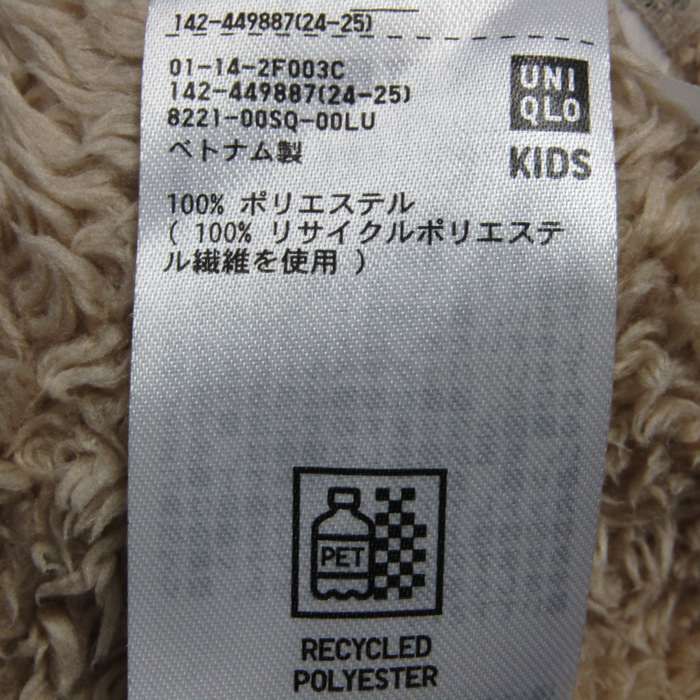 142-449887(24-25)
01-14-2F003C
142-449887(24-25)
8221-00SQ-00LU
ベトナム製
UNI
QLO
KIDS
100% ポリエステル
( 100% リサイクルポリエステ
ル繊維を使用 )
PET
RECYCLED
POLYESTER